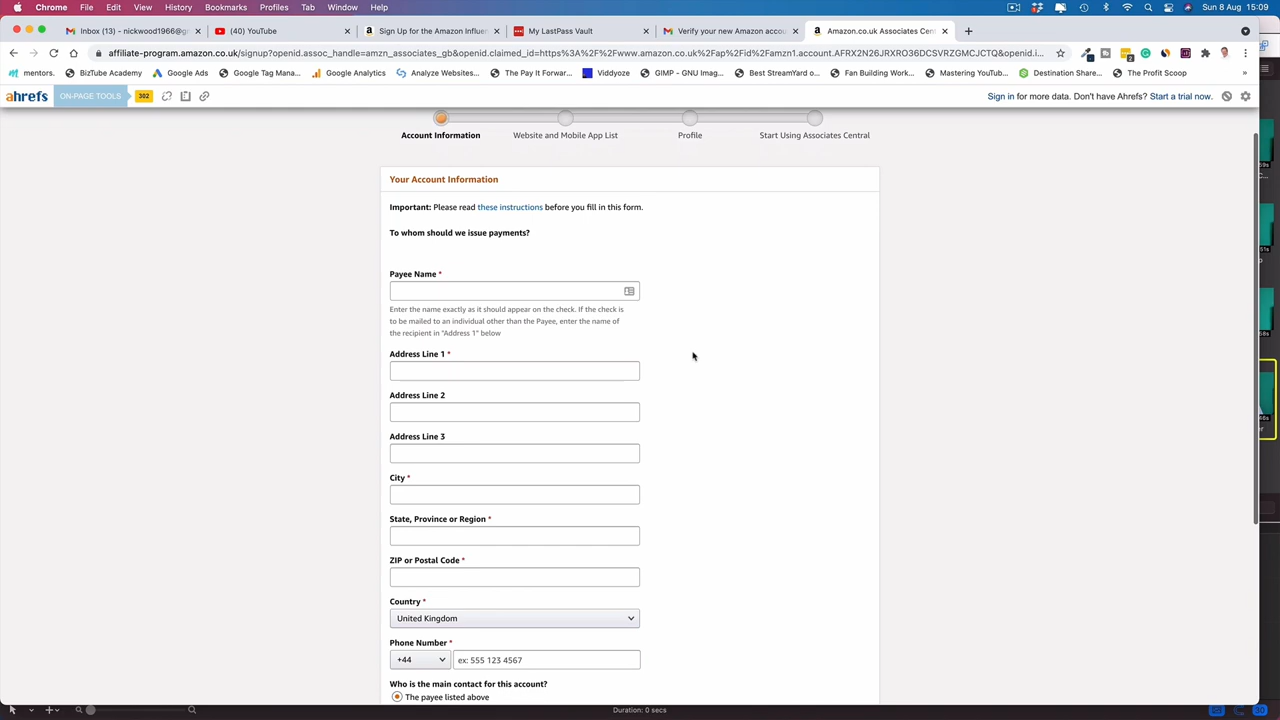 Chrome File Edit View History Bookmarks Profiles Tab Window Help Sun 8 Aug 15:09
Inbox (13) - nickwood1966@gr (40) YouTube Sign Up for the Amazon Influen My LastPass Vault Verify your new Amazon accou Amazon.co.uk Associates Cen
affiliate-program.amazon.co.uk/signup?openid.assoc_handle=amzn_associates_gb&openid.claimed_id=https%3A%2F%2Fwww.amazon.co.uk%2Fap%2Fid%2Famzn1.account.AFRX2N26JRXRO36DCSVRZGMCJCTQ&openid.i...
mentors. BizTube Academy Google Ads Google Tag Mana... Google Analytics Analyze Websites... The Pay It Forwar... Viddyoze GIMP - GNU Imag... Best StreamYard o... Fan Building Work... Mastering YouTub... Destination Share... The Profit Scoop »
ahrefs ON-PAGE TOOLS 302 Sign in for more data. Don't have Ahrefs? Start a trial now.
Account Information Website and Mobile App List Profile Start Using Associates Central
Your Account Information
Important: Please read these instructions before you fill in this form.
To whom should we issue payments?
Payee Name *
Enter the name exactly as it should appear on the check. If the check is
to be mailed to an individual other than the Payee, enter the name of
the recipient in "Address 1" below
Address Line 1 *
Address Line 2
Address Line 3
City *
State, Province or Region *
ZIP or Postal Code *
Country *
United Kingdom
Phone Number *
+44 ex: 555 123 4567
Who is the main contact for this account?
The payee listed above
Duration: 0 secs